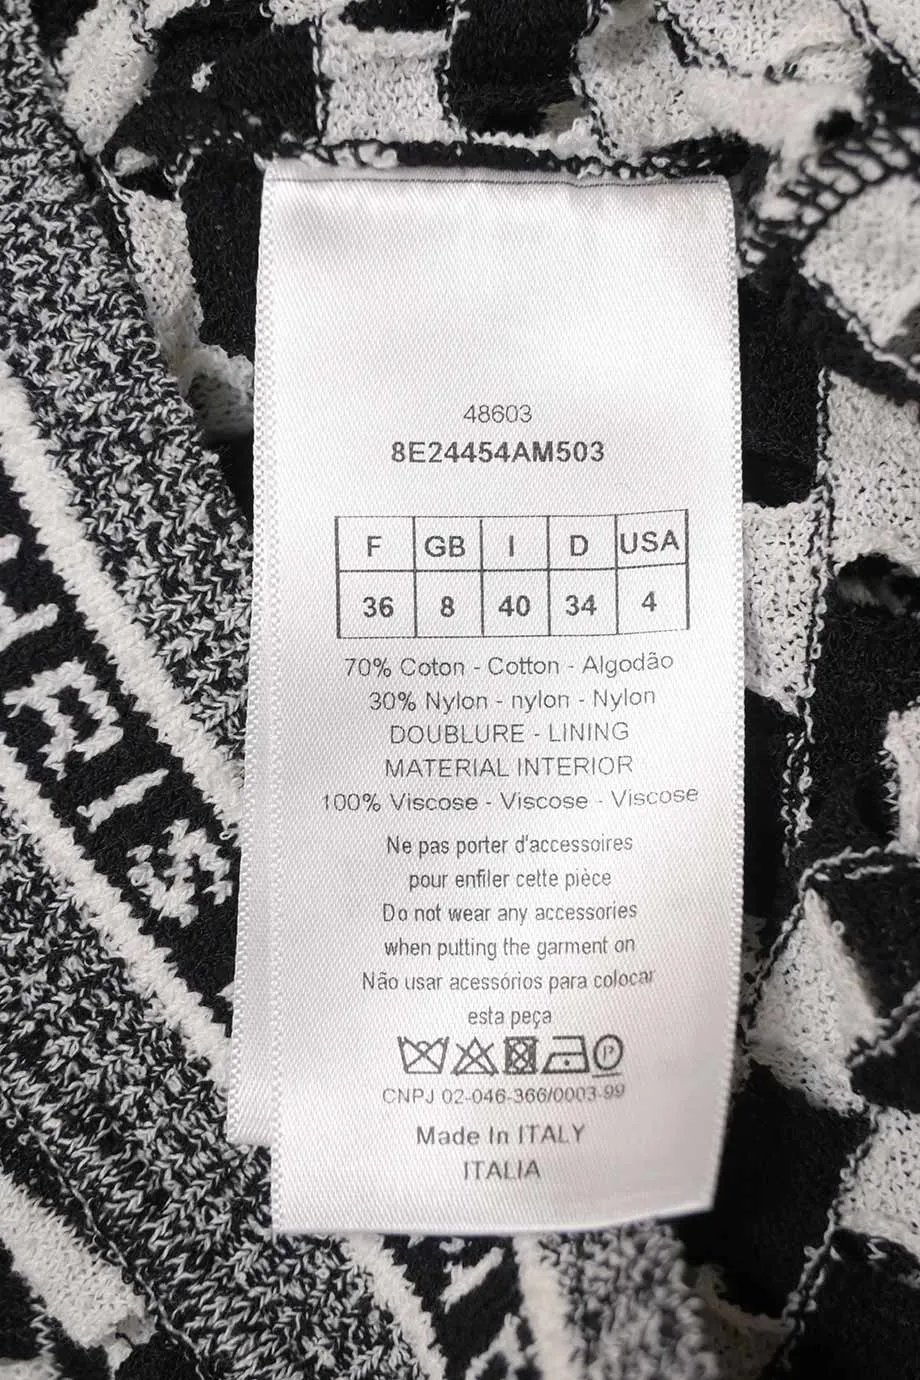 48603
8E24454AM503
F GB I D USA
36 8 40 34 4
70% Coton - Cotton - Algodão
30% Nylon - nylon - Nylon
DOUBLURE - LINING
MATERIAL INTERIOR
100% Viscose - Viscose - Viscose
Ne pas porter d'accessoires
pour enfiler cette pièce
Do not wear any accessories
when putting the garment on
Não usar acessórios para colocar
esta peça
P
CNPJ 02-046-366/0003-99
Made In ITALY
ITALIA